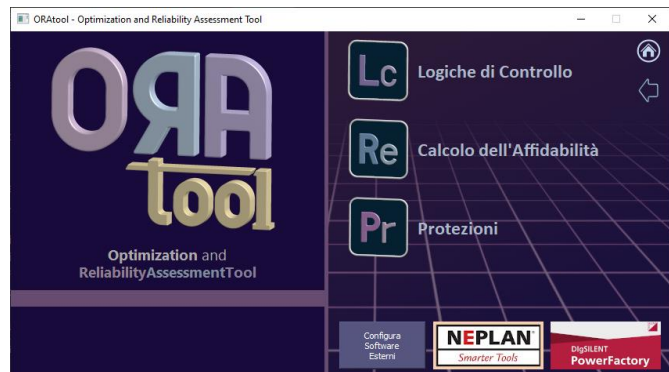 ORAtool - Optimization and Reliability Assessment Tool
ORA
tool
Optimization and
ReliabilityAssessmentTool
Lc Logiche di Controllo
Re Calcolo dell'Affidabilità
Pr Protezioni
Configura
Software
Esterni
NEPLAN
Smarter Tools
DIgSILENT
PowerFactory